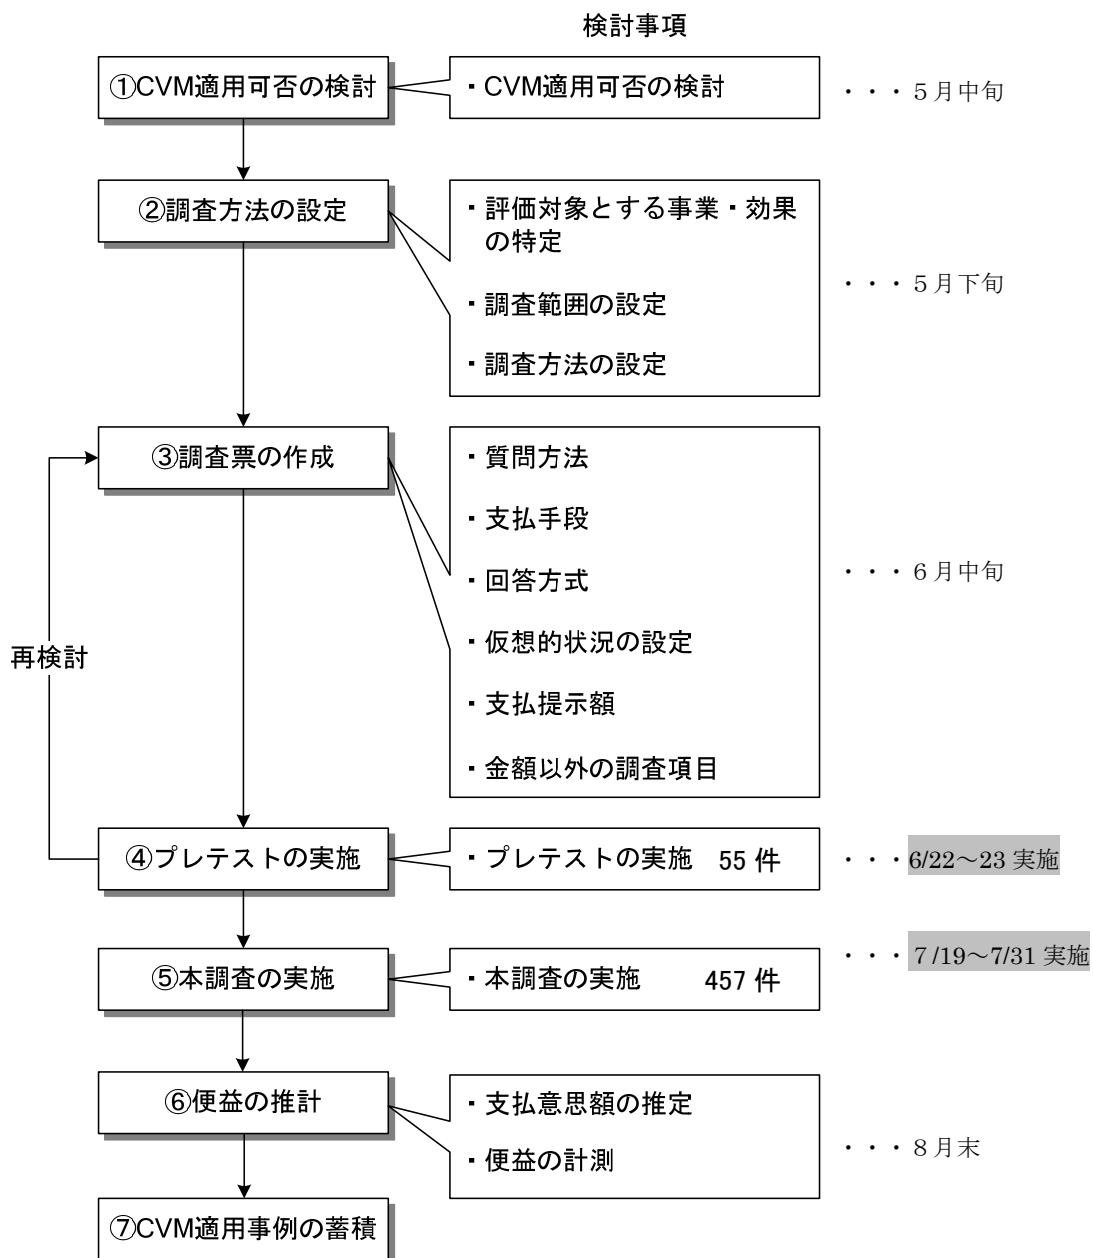 検討事項
①CVM適用可否の検討
・CVM適用可否の検討
・・・５月中旬
②調査方法の設定
・評価対象とする事業・効果
の特定
・調査範囲の設定
・調査方法の設定
・・・５月下旬
③調査票の作成
・質問方法
・支払手段
・回答方式
・仮想的状況の設定
・支払提示額
・金額以外の調査項目
・・・６月中旬
再検討
④プレテストの実施
・プレテストの実施 55 件
・・・6/22～23 実施
⑤本調査の実施
・本調査の実施 457 件
・・・７/19～7/31 実施
⑥便益の推計
・支払意思額の推定
・便益の計測
・・・８月末
⑦CVM適用事例の蓄積